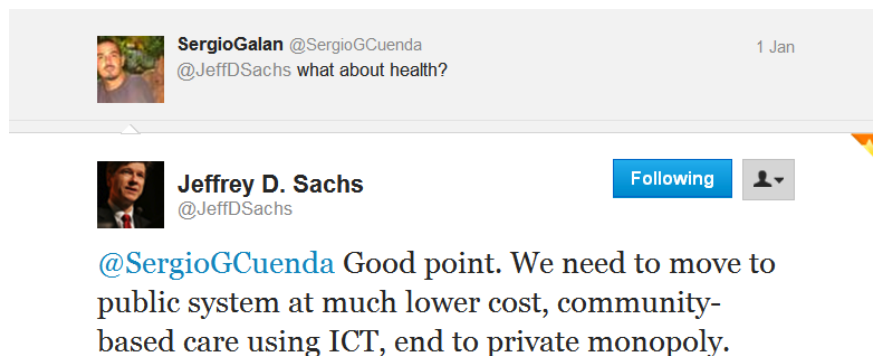 SergioGalan @SergioGCuenda 1 Jan
@JeffDSachs what about health?
Following
Jeffrey D. Sachs
@JeffDSachs
@SergioGCuenda Good point. We need to move to
public system at much lower cost, community-
based care using ICT, end to private monopoly.